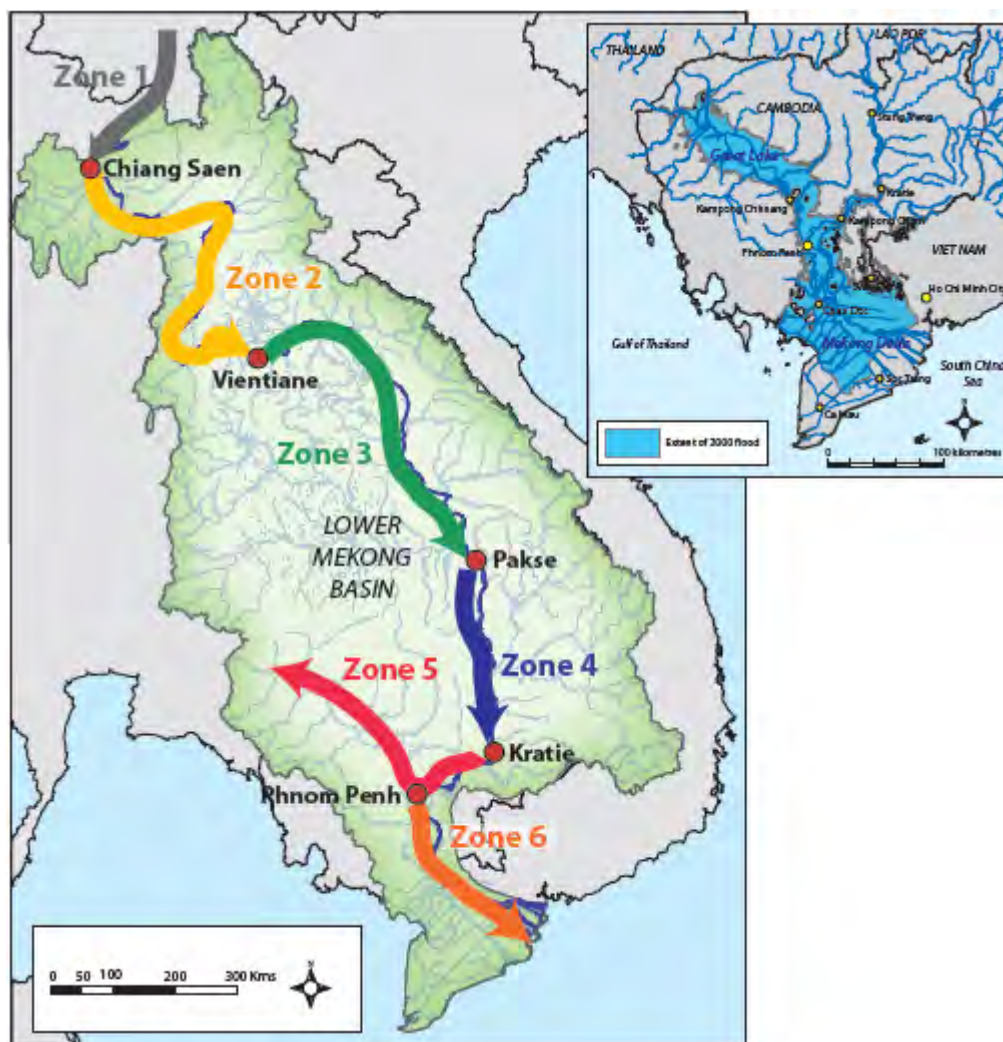 Zone 1
Chiang Saen
Zone 2
Vientiane
Zone 3
LOWER
MEKONG
BASIN
Pakse
Zone 5
Zone 4
Kratie
Phnom Penh
Zone 6
0 50 100 200 300 Kms
N
THAILAND
LAO PDR
CAMBODIA
Stung Treng
Great Lake
Kratie
Kampong Chhnang
Kampong Cham
Phnom Penh
VIET NAM
Ho Chi Minh City
Chau Doc
Gulf of Thailand
Mekong Delta
South China
Sea
Soc Trang
Ca Mau
Extent of 2000 flood
N
0 100 kilometres